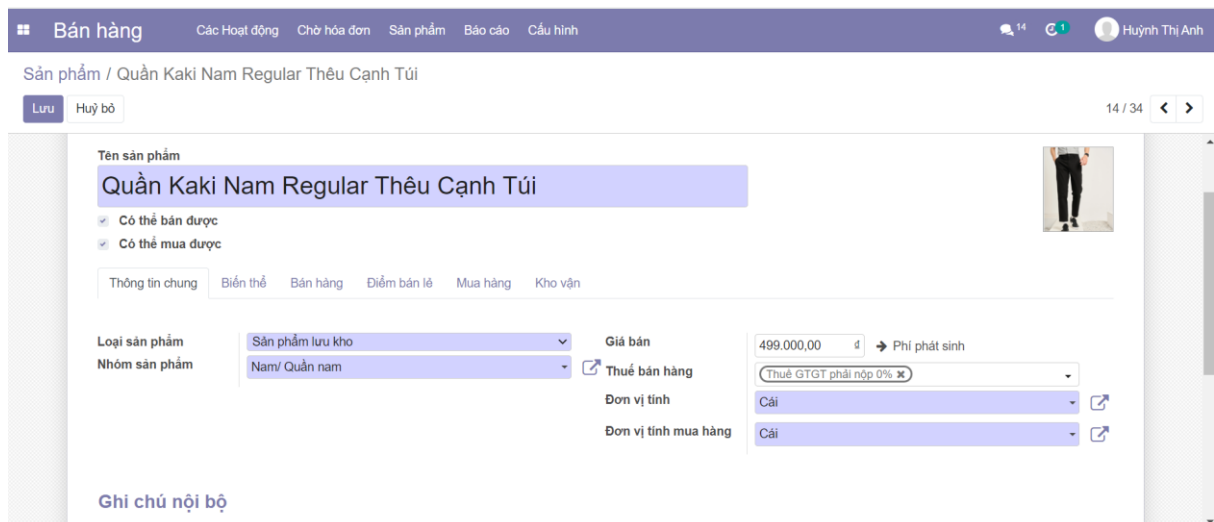 Bán hàng Các Hoạt động Chờ hóa đơn Sản phẩm Báo cáo Cấu hình 14 1 Huỳnh Thị Anh
Sản phẩm / Quần Kaki Nam Regular Thêu Cạnh Túi
Lưu Huỷ bỏ 14 / 34
Tên sản phẩm
Quần Kaki Nam Regular Thêu Cạnh Túi
Có thể bán được
Có thể mua được
Thông tin chung Biến thể Bán hàng Điểm bán lẻ Mua hàng Kho vận
Loại sản phẩm Sản phẩm lưu kho Giá bán 499.000,00 ₫ Phí phát sinh
Nhóm sản phẩm Nam/ Quần nam Thuế bán hàng Thuế GTGT phải nộp 0%
Đơn vị tính Cái
Đơn vị tính mua hàng Cái
Ghi chú nội bộ